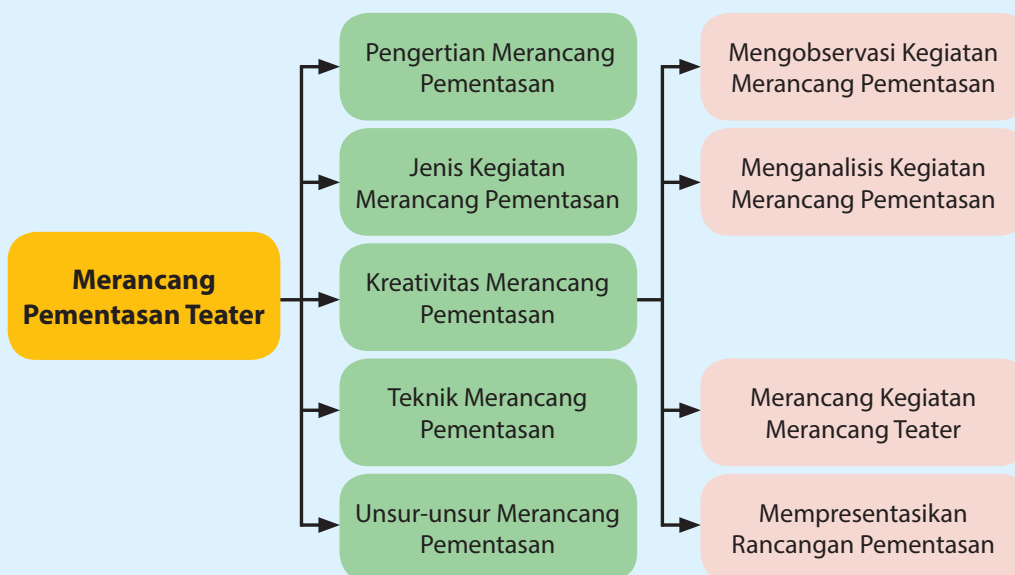 Merancang
Pementasan Teater
Pengertian Merancang
Pementasan
Jenis Kegiatan
Merancang Pementasan
Kreativitas Merancang
Pementasan
Teknik Merancang
Pementasan
Unsur-unsur Merancang
Pementasan
Mengobservasi Kegiatan
Merancang Pementasan
Menganalisis Kegiatan
Merancang Pementasan
Merancang Kegiatan
Merancang Teater
Mempresentasikan
Rancangan Pementasan